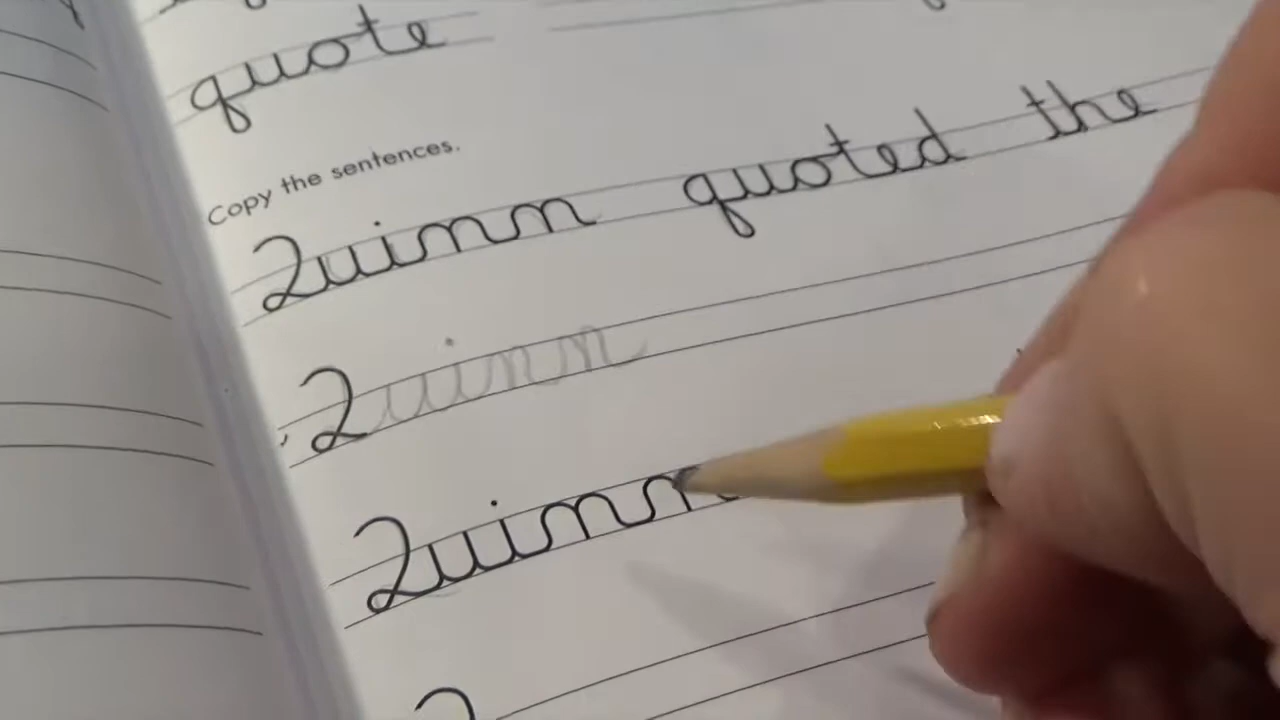 quote
Copy the sentences.
Quinn quoted the
Quinn
Quinn
Q